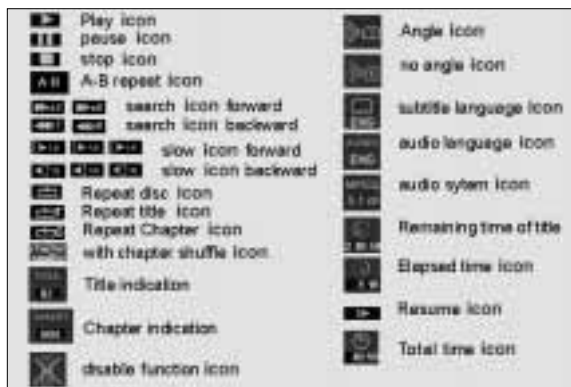 Play icon
pause icon
stop icon
A-B A-B repeat icon
search icon forward
search icon backward
slow icon forward
slow icon backward
Repeat disc icon
Repeat title icon
Repeat Chapter icon
with chapter shuffle icon
Title indication
Chapter indication
disable function icon
Angle icon
no angle icon
ENG subtitle language icon
ENG audio language icon
audio sytem icon
Remaining time of title
Elapsed time icon
Resume icon
Total time icon